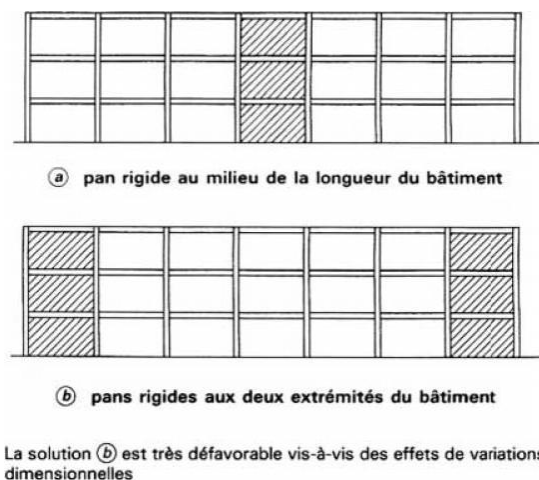 ⓐ pan rigide au milieu de la longueur du bâtiment
ⓑ pans rigides aux deux extrémités du bâtiment
La solution ⓑ est très défavorable vis-à-vis des effets de variations
dimensionnelles